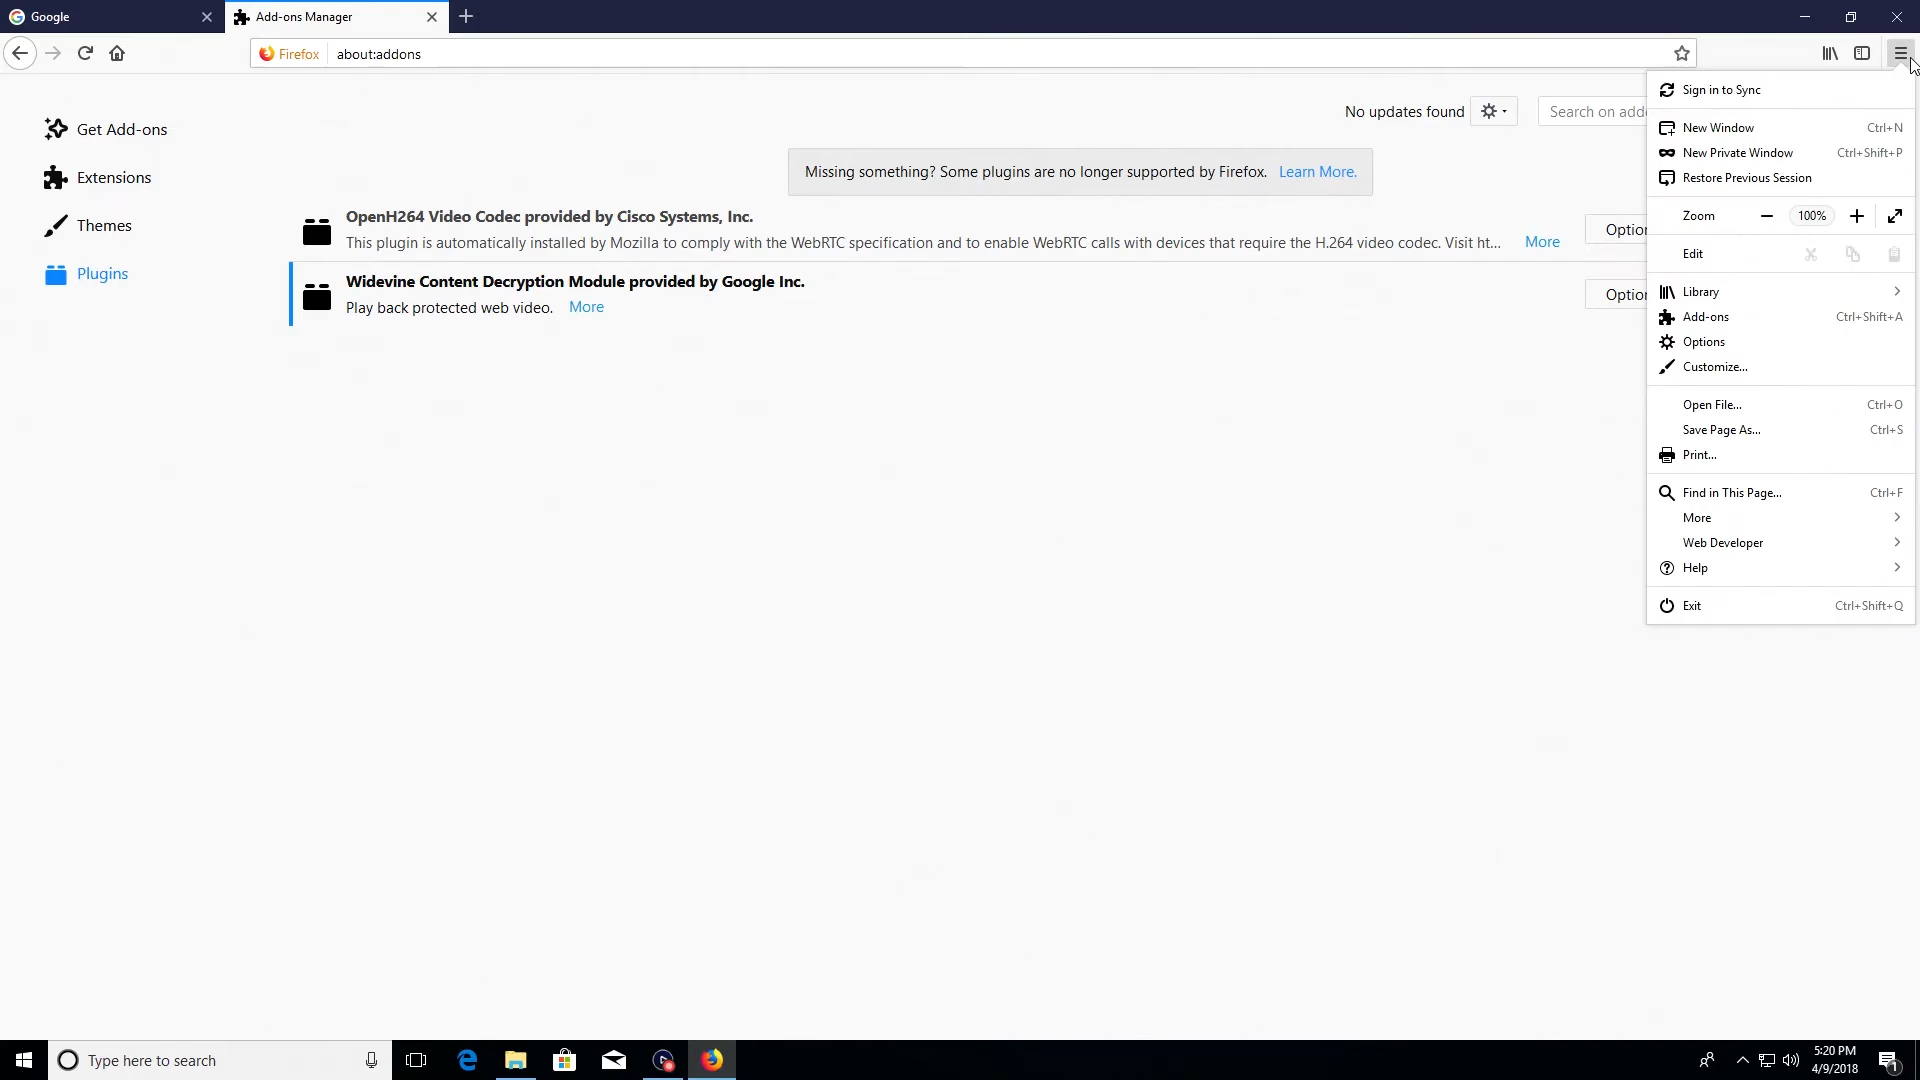 Google
Add-ons Manager
Firefox
about:addons
Sign in to Sync
New Window Ctrl+N
New Private Window Ctrl+Shift+P
Restore Previous Session
Zoom 100%
Edit
Library
Add-ons Ctrl+Shift+A
Options
Customize...
Open File... Ctrl+O
Save Page As... Ctrl+S
Print...
Find in This Page... Ctrl+F
More
Web Developer
Help
Exit Ctrl+Shift+Q
Get Add-ons
Extensions
Themes
Plugins
No updates found
Search on add
Missing something? Some plugins are no longer supported by Firefox. Learn More.
OpenH264 Video Codec provided by Cisco Systems, Inc.
This plugin is automatically installed by Mozilla to comply with the WebRTC specification and to enable WebRTC calls with devices that require the H.264 video codec. Visit ht... More
Option
Widevine Content Decryption Module provided by Google Inc.
Play back protected web video. More
Option
Type here to search
5:20 PM
4/9/2018
1